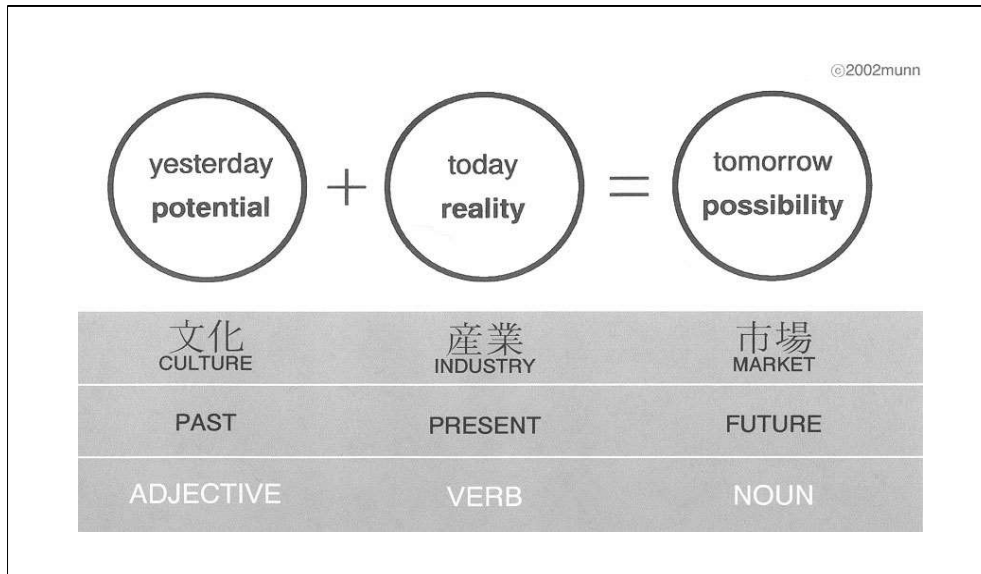 ©2002munn
yesterday
potential
+
today
reality
=
tomorrow
possibility
文化 産業 市場
CULTURE INDUSTRY MARKET
PAST PRESENT FUTURE
ADJECTIVE VERB NOUN